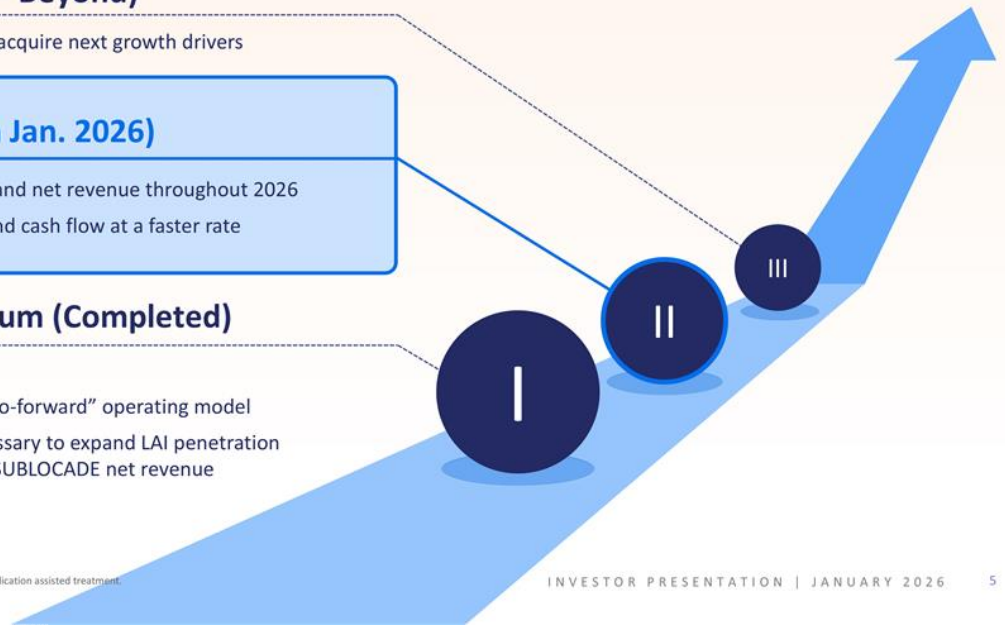 Beyond)
acquire next growth drivers
Jan. 2026)
and net revenue throughout 2026
nd cash flow at a faster rate
um (Completed)
o-forward” operating model
ssary to expand LAI penetration
SUBLOCADE net revenue
I
II
III
dication assisted treatment.
INVESTOR PRESENTATION | JANUARY 2026 5